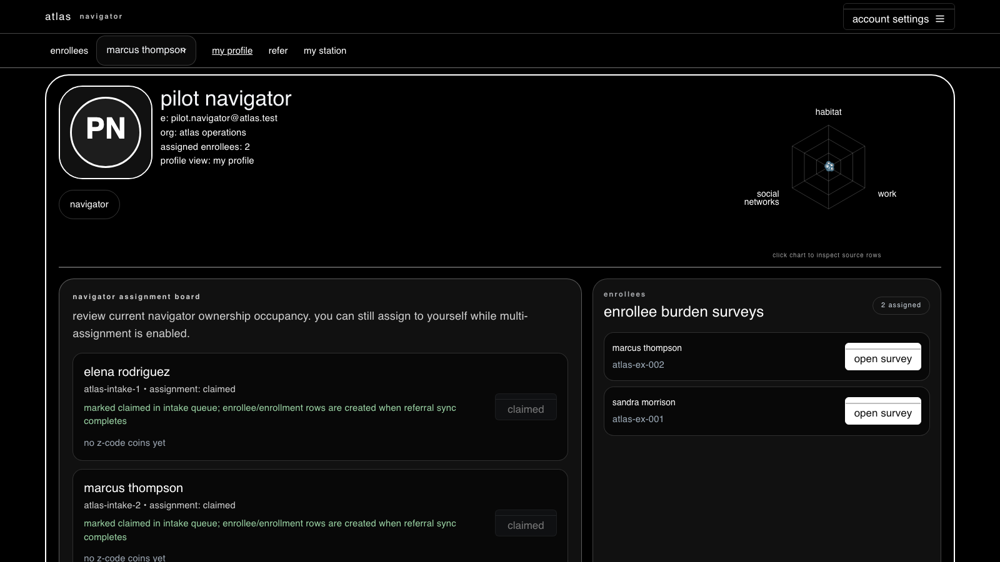 atlas navigator
account settings
enrollees marcus thompson my profile refer my station
PN
pilot navigator
e: pilot.navigator@atlas.test
org: atlas operations
assigned enrollees: 2
profile view: my profile
navigator
habitat
social
networks
work
click chart to inspect source rows
navigator assignment board
review current navigator ownership occupancy. you can still assign to yourself while multi-
assignment is enabled.
elena rodriguez
atlas-intake-1 • assignment: claimed
marked claimed in intake queue; enrollee/enrollment rows are created when referral sync
completes
no z-code coins yet
claimed
marcus thompson
atlas-intake-2 • assignment: claimed
marked claimed in intake queue; enrollee/enrollment rows are created when referral sync
completes
no z-code coins yet
claimed
enrollees
enrollee burden surveys
2 assigned
marcus thompson
atlas-ex-002
open survey
sandra morrison
atlas-ex-001
open survey